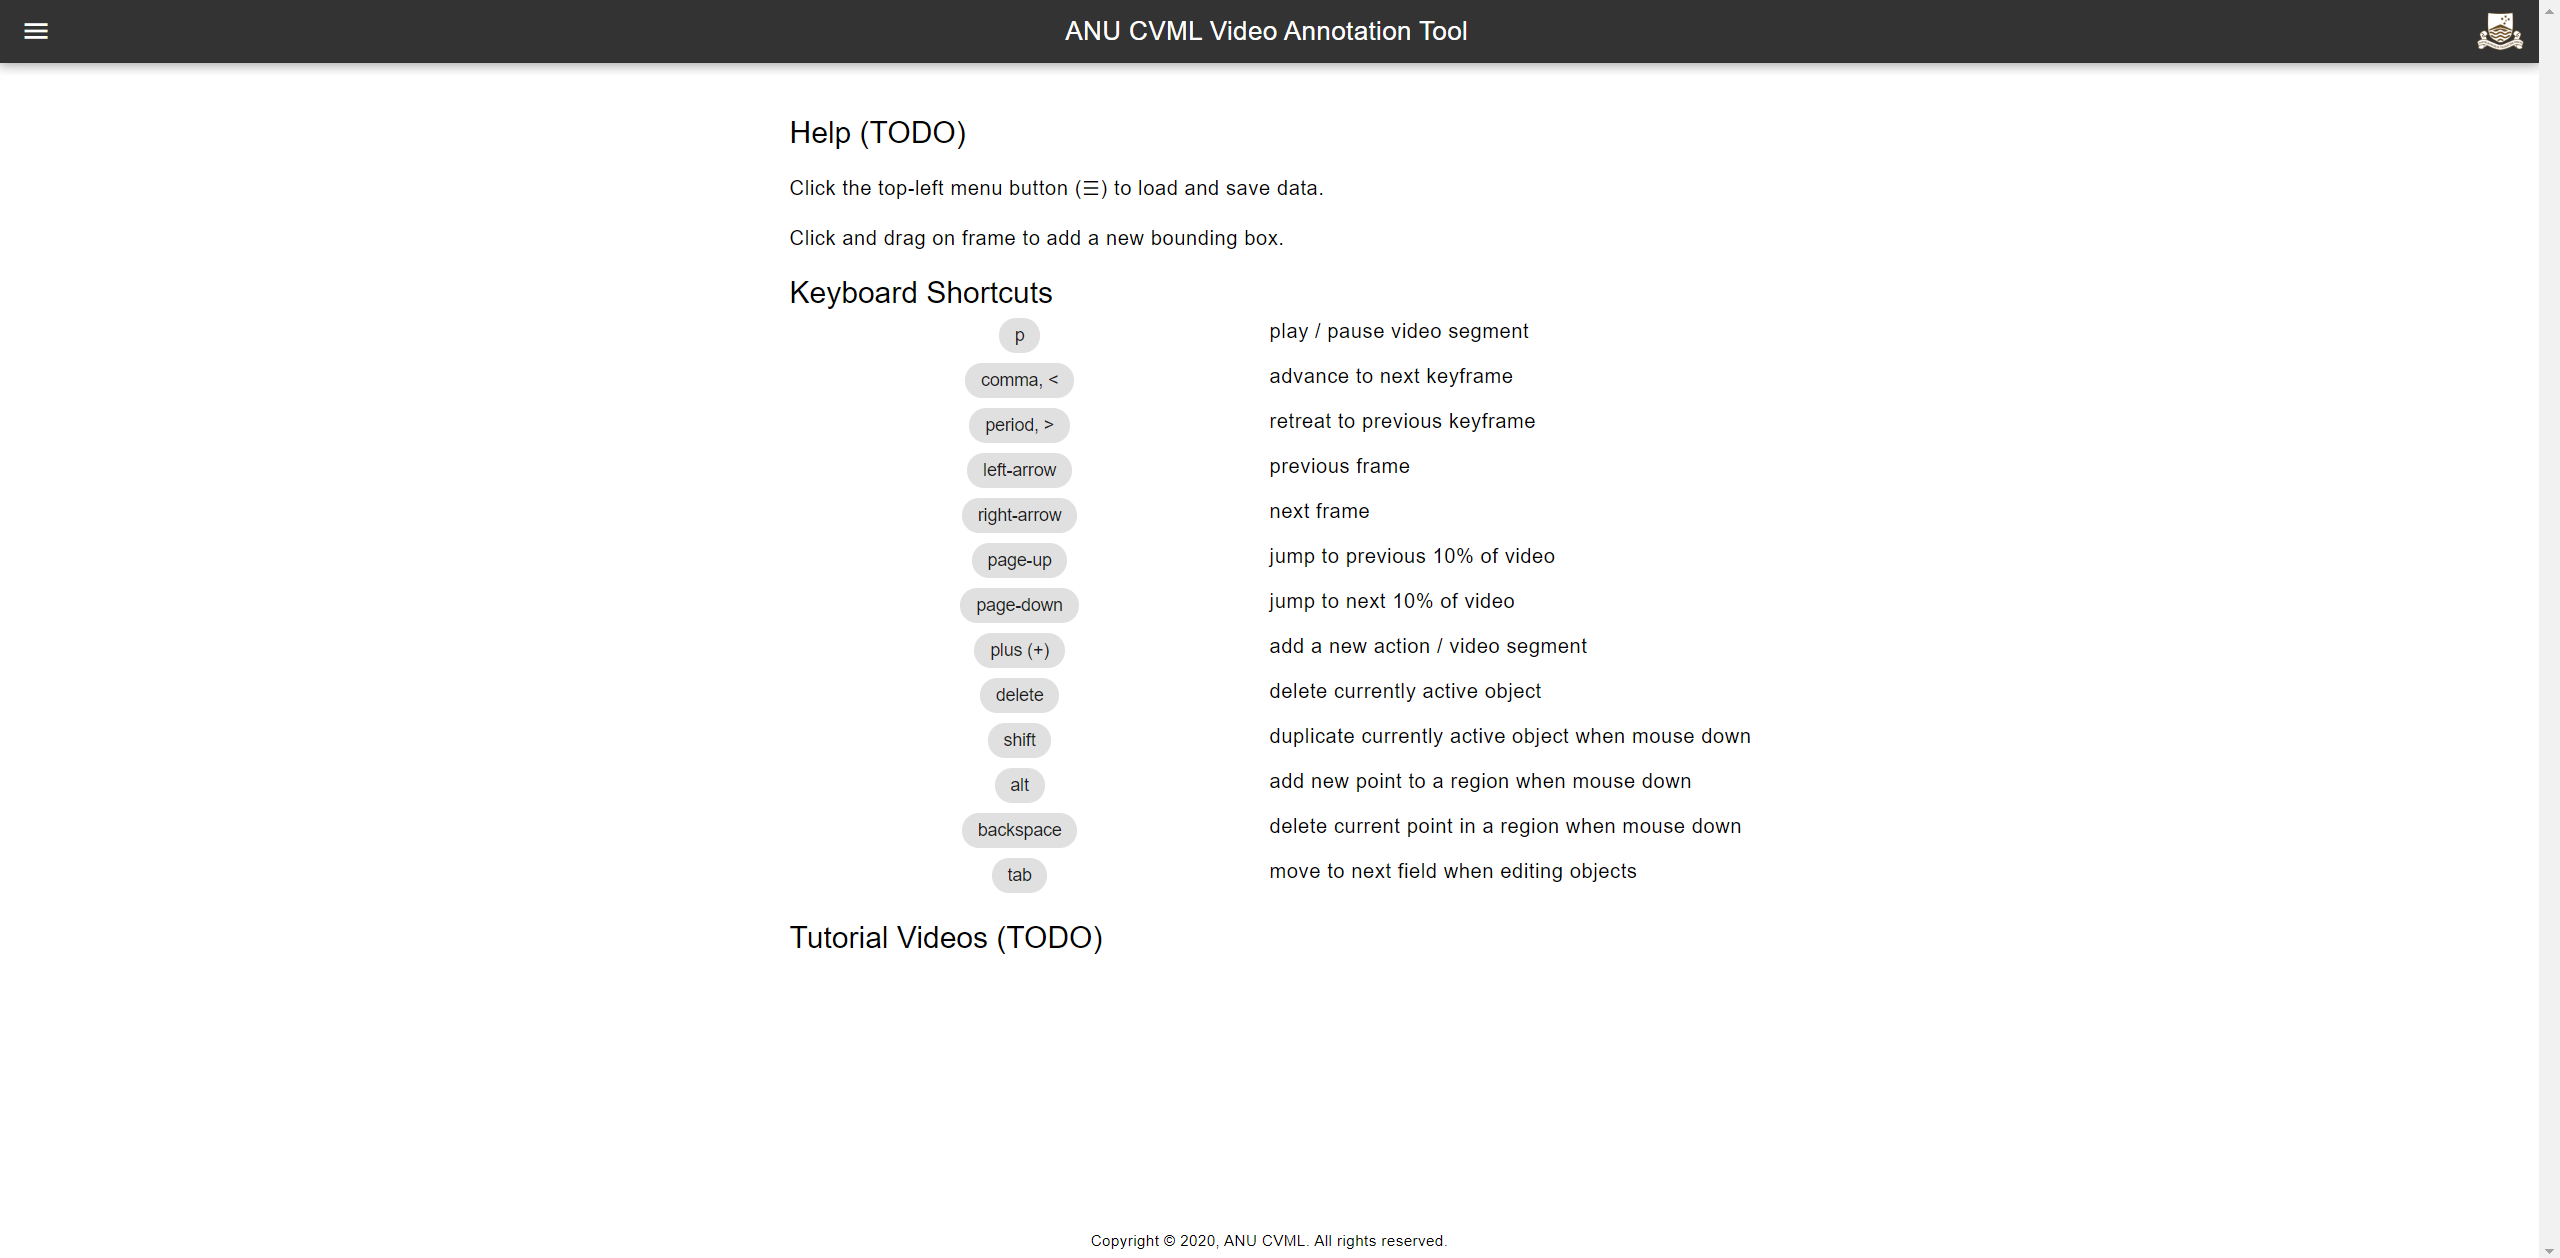 ANU CVML Video Annotation Tool
Help (TODO)
Click the top-left menu button (☰) to load and save data.
Click and drag on frame to add a new bounding box.
Keyboard Shortcuts
p play / pause video segment
comma, < advance to next keyframe
period, > retreat to previous keyframe
left-arrow previous frame
right-arrow next frame
page-up jump to previous 10% of video
page-down jump to next 10% of video
plus (+) add a new action / video segment
delete delete currently active object
shift duplicate currently active object when mouse down
alt add new point to a region when mouse down
backspace delete current point in a region when mouse down
tab move to next field when editing objects
Tutorial Videos (TODO)
Copyright © 2020, ANU CVML. All rights reserved.